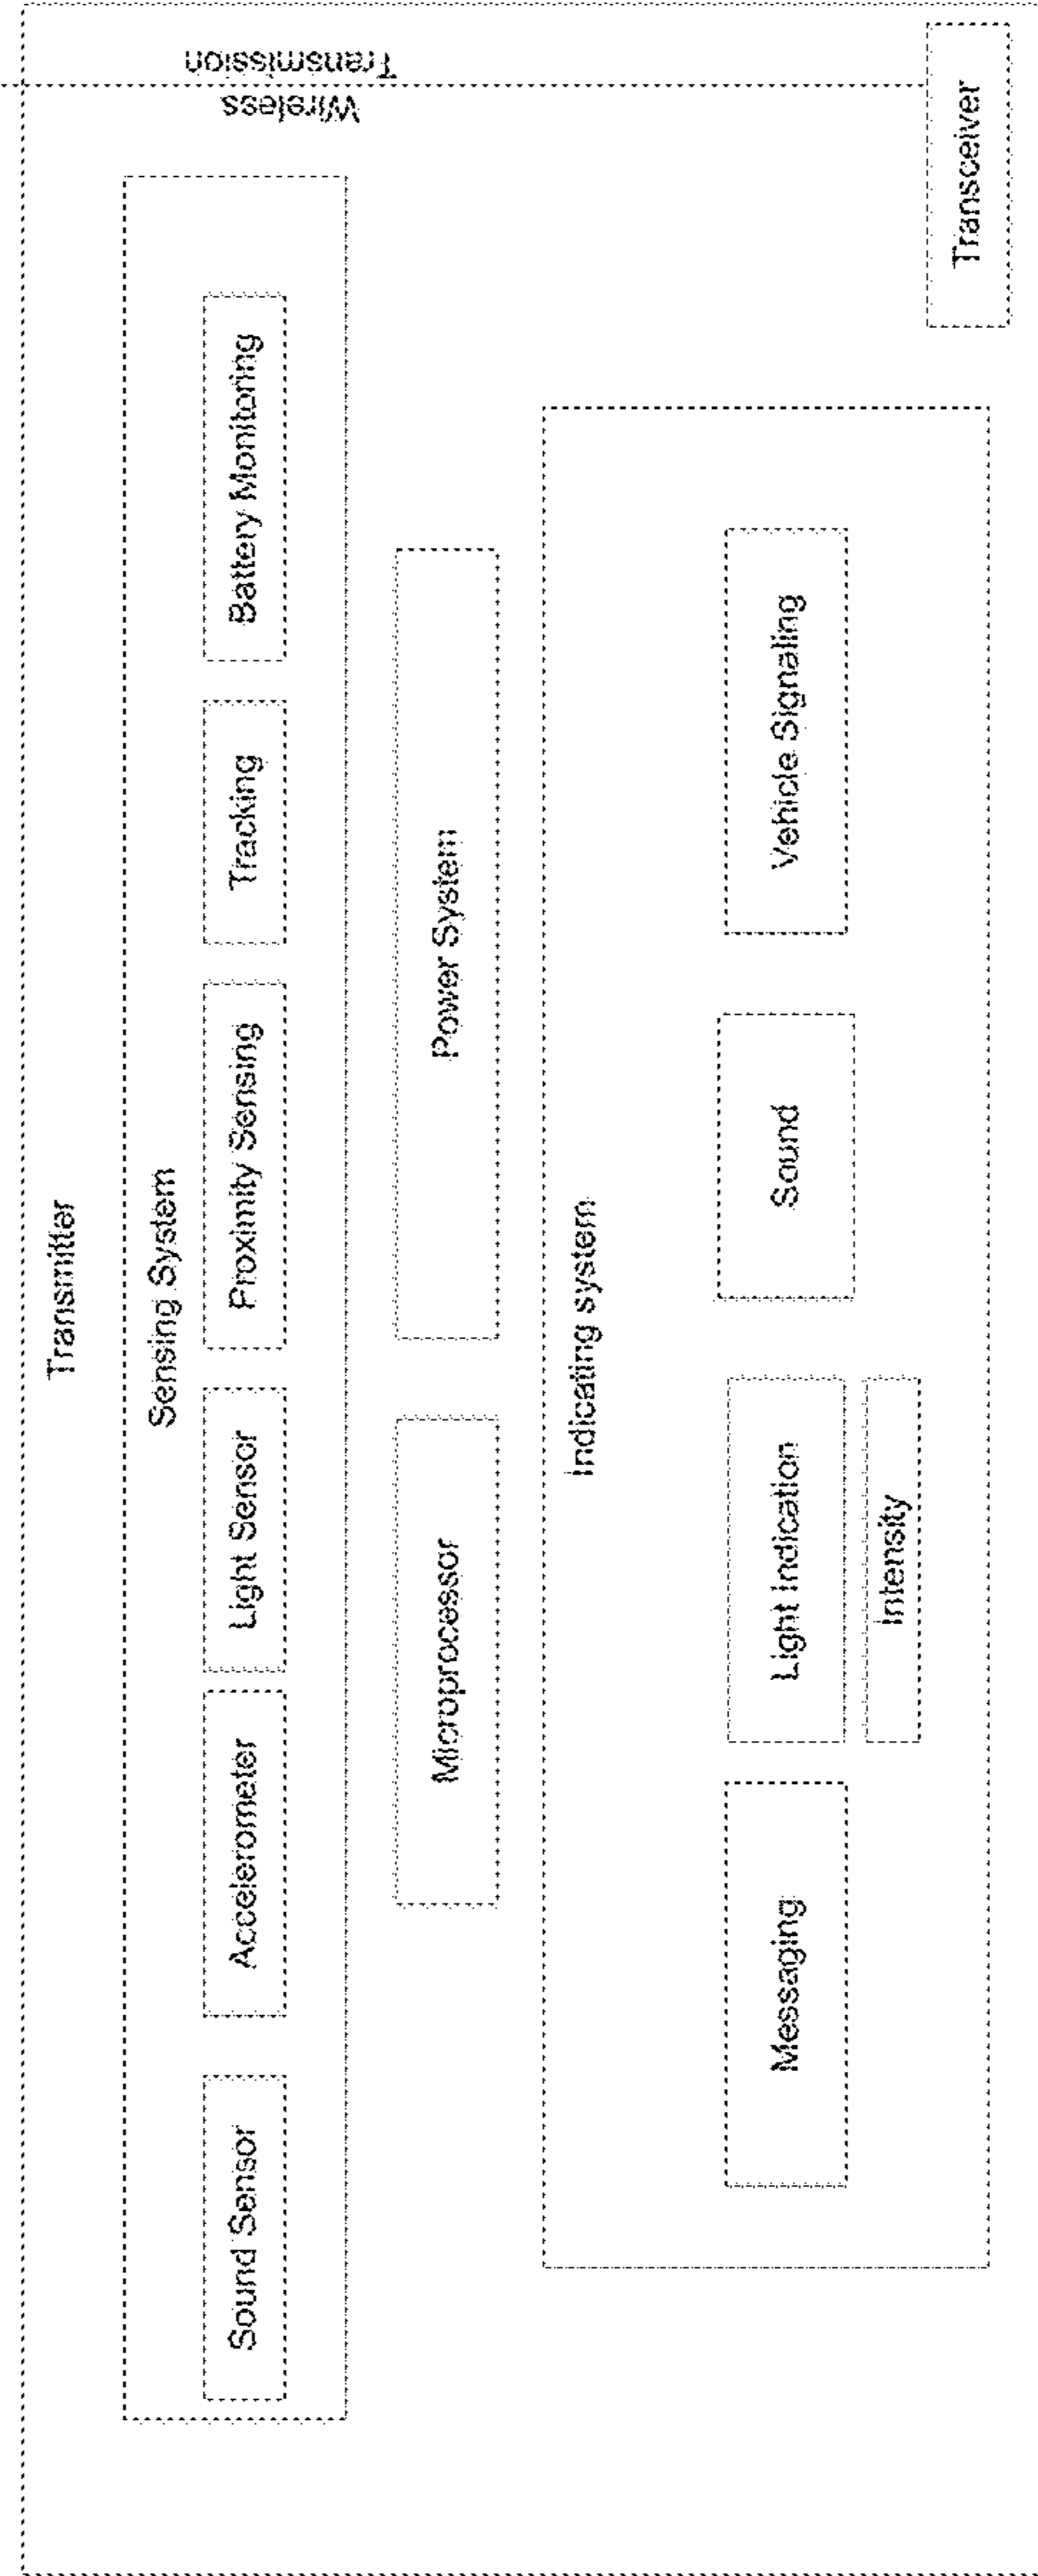 Transmitter
Sensing System
Sound Sensor
Accelerometer
Light Sensor
Proximity Sensing
Tracking
Battery Monitoring
Microprocessor
Power System
Indicating system
Messaging
Light Indication
Intensity
Sound
Vehicle Signaling
Transceiver
Wireless
Transmission